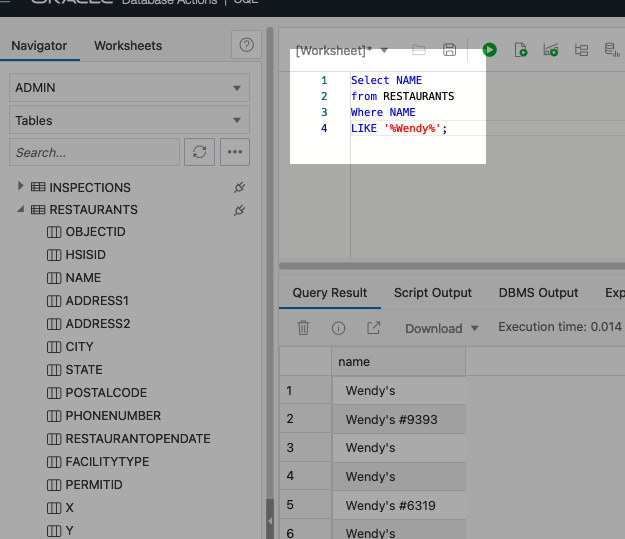 ORACLE Database Actions | SQL
Navigator Worksheets
ADMIN
Tables
Search...
INSPECTIONS
RESTAURANTS
OBJECTID
HSISID
NAME
ADDRESS1
ADDRESS2
CITY
STATE
POSTALCODE
PHONENUMBER
RESTAURANTOPENDATE
FACILITYTYPE
PERMITID
X
Y
[Worksheet]*
1 Select NAME
2 from RESTAURANTS
3 Where NAME
4 LIKE '%Wendy%';
Query Result Script Output DBMS Output Exp
Download Execution time: 0.014
name
1 Wendy's
2 Wendy's #9393
3 Wendy's
4 Wendy's
5 Wendy's #6319
6 Wendy's